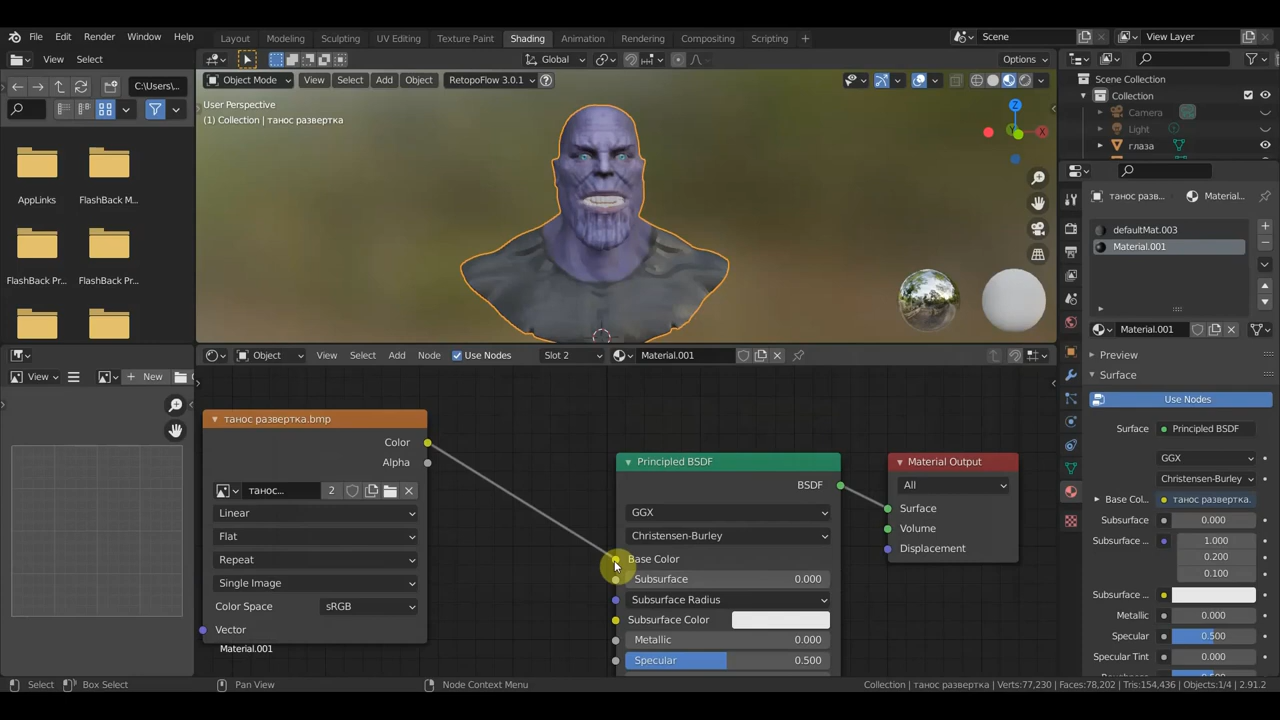 File Edit Render Window Help
Layout Modeling Sculpting UV Editing Texture Paint Shading Animation Rendering Compositing Scripting +
Scene
View Layer
View Select
Global
Options
C:\Users\...
Object Mode View Select Add Object RetopoFlow 3.0.1
User Perspective
(1) Collection | танос развертка
Z
X
Y
Scene Collection
Collection
Camera
Light
глаза
AppLinks
FlashBack M...
FlashBack Pr...
FlashBack Pr...
танос разв...
Material....
defaultMat.003
Material.001
Material.001
Preview
Surface
Use Nodes
Surface
Principled BSDF
GGX
Christensen-Burley
Base Col...
танос развертка.
Subsurface
0.000
Subsurface ...
1.000
0.200
0.100
Subsurface ...
Metallic
0.000
Specular
0.500
Specular Tint
0.000
View
New
Object View Select Add Node Use Nodes Slot 2 Material.001
танос развертка.bmp
Color
Alpha
танос...
2
Linear
Flat
Repeat
Single Image
Color Space
sRGB
Vector
Material.001
Principled BSDF
BSDF
GGX
Christensen-Burley
Base Color
Subsurface
0.000
Subsurface Radius
Subsurface Color
Metallic
0.000
Specular
0.500
Material Output
All
Surface
Volume
Displacement
Select
Box Select
Pan View
Node Context Menu
Collection | танос развертка | Verts:77,230 | Faces:78,202 | Tris:154,436 | Objects:1/4 | 2.91.2